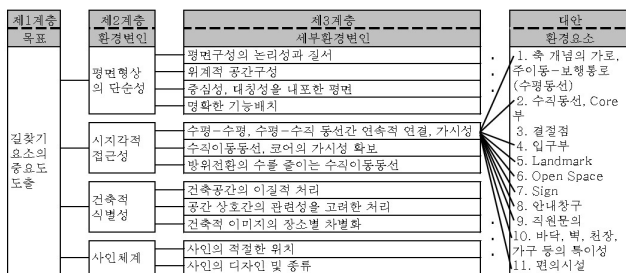 제1계층
목표
제2계층
환경변인
제3계층
세부환경변인
대안
환경요소
길찾기
요소의
중요도
도출
평면형상
의 단순성
평면구성의 논리성과 질서
위계적 공간구성
중심성, 대칭성을 내포한 평면
명확한 기능배치
시지각적
접근성
수평-수평, 수평-수직 동선간 연속적 연결, 가시성
수직이동동선, 코어의 가시성 확보
방위전환의 수를 줄이는 수직이동동선
건축적
식별성
건축공간의 이질적 처리
공간 상호간의 관련성을 고려한 처리
건축적 이미지의 장소별 차별화
사인체계
사인의 적절한 위치
사인의 디자인 및 종류
1. 축 개념의 가로,
주이동-보행통로
(수평동선)
2. 수직동선, Core
부
3. 결절점
4. 입구부
5. Landmark
6. Open Space
7. Sign
8. 안내창구
9. 직원문의
10. 바닥, 벽, 천장,
가구 등의 특이성
11. 편의시설